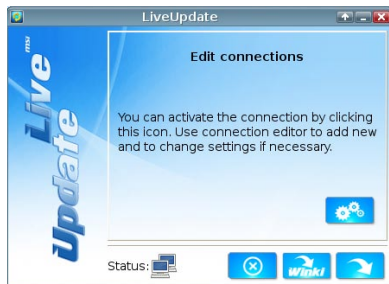 LiveUpdate
msi
Live
Update
Edit connections
You can activate the connection by clicking
this icon. Use connection editor to add new
and to change settings if necessary.
Status:
Winki